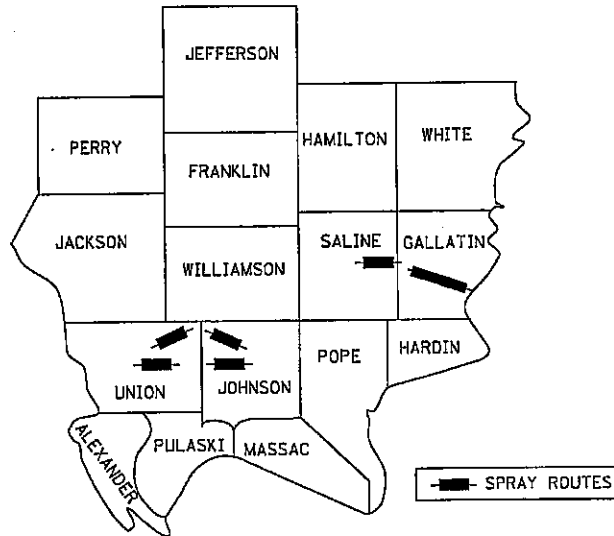 JEFFERSON
PERRY
HAMILTON
WHITE
FRANKLIN
JACKSON
SALINE
GALLATIN
WILLIAMSON
POPE
HARDIN
UNION
JOHNSON
ALEXANDER
PULASKI
MASSAC
SPRAY ROUTES